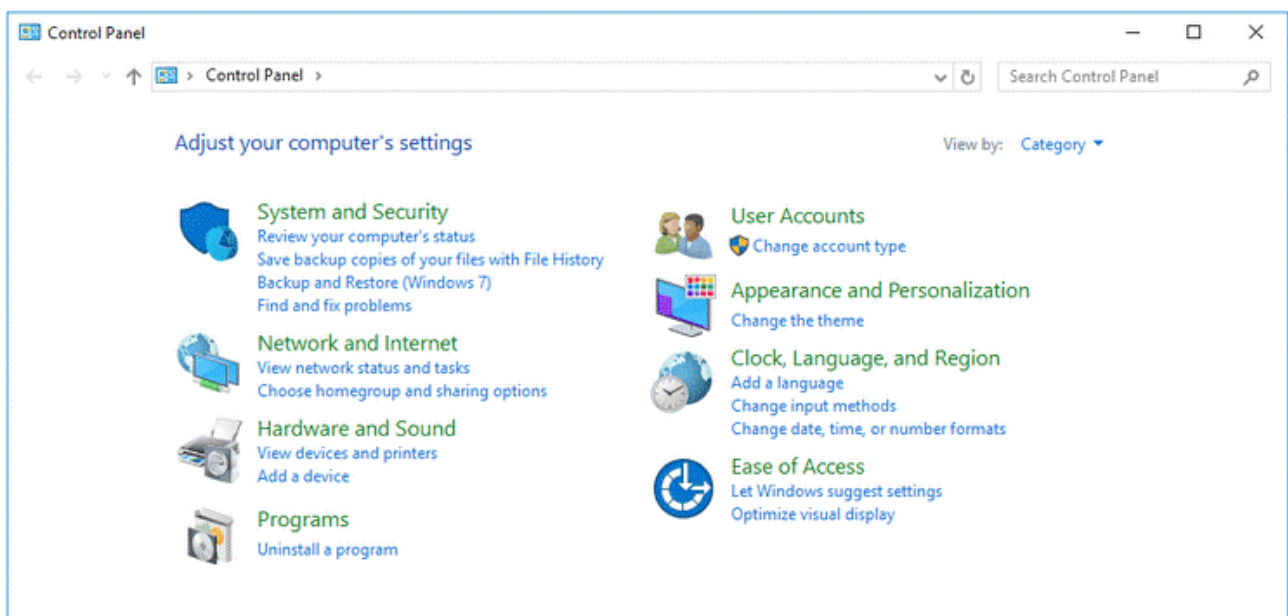 Control Panel
Control Panel
Search Control Panel
Adjust your computer's settings
View by: Category
System and Security
Review your computer's status
Save backup copies of your files with File History
Backup and Restore (Windows 7)
Find and fix problems
Network and Internet
View network status and tasks
Choose homegroup and sharing options
Hardware and Sound
View devices and printers
Add a device
Programs
Uninstall a program
User Accounts
Change account type
Appearance and Personalization
Change the theme
Clock, Language, and Region
Add a language
Change input methods
Change date, time, or number formats
Ease of Access
Let Windows suggest settings
Optimize visual display